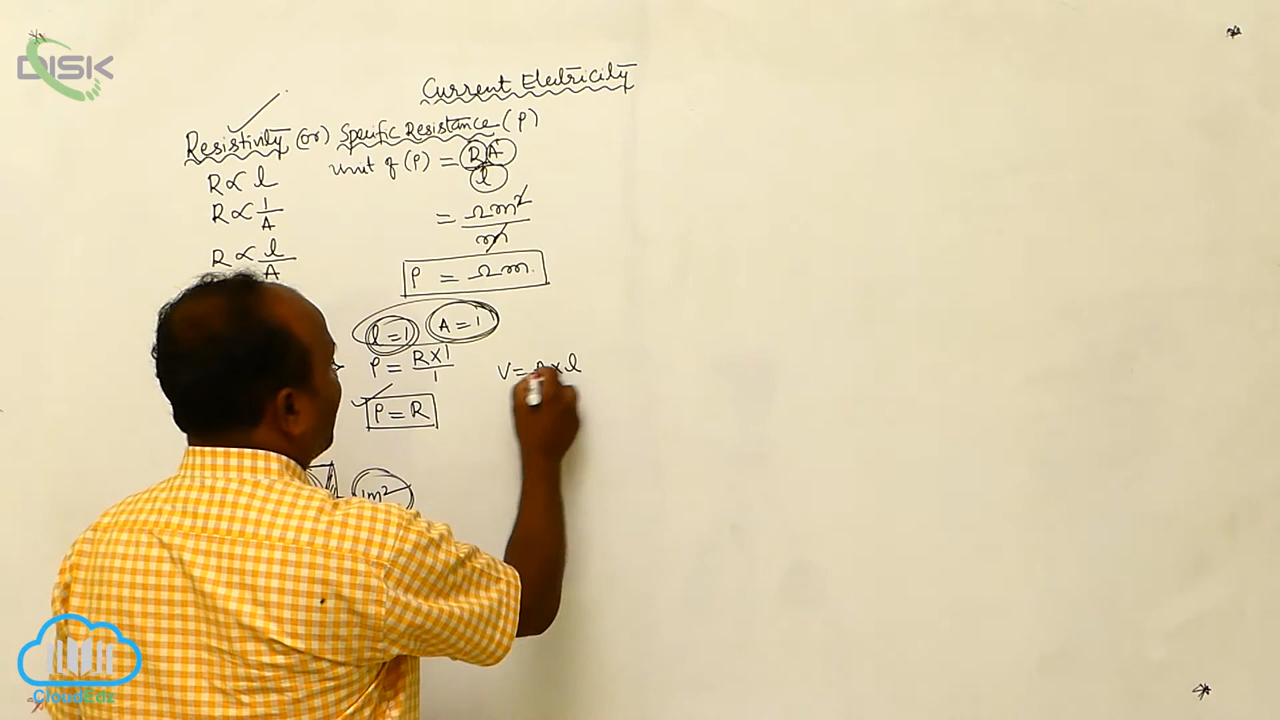 DISK
Current Electricity
Resistivity (or) Specific Resistance (ρ)
R ∝ l
R ∝ 1/A
R ∝ l/A
unit of (ρ) = RA/l
= Ωm²/m
ρ = Ωm.
l = 1 A = 1
ρ = R×1/1
ρ = R
1m²
V =
× l
CloudEdz